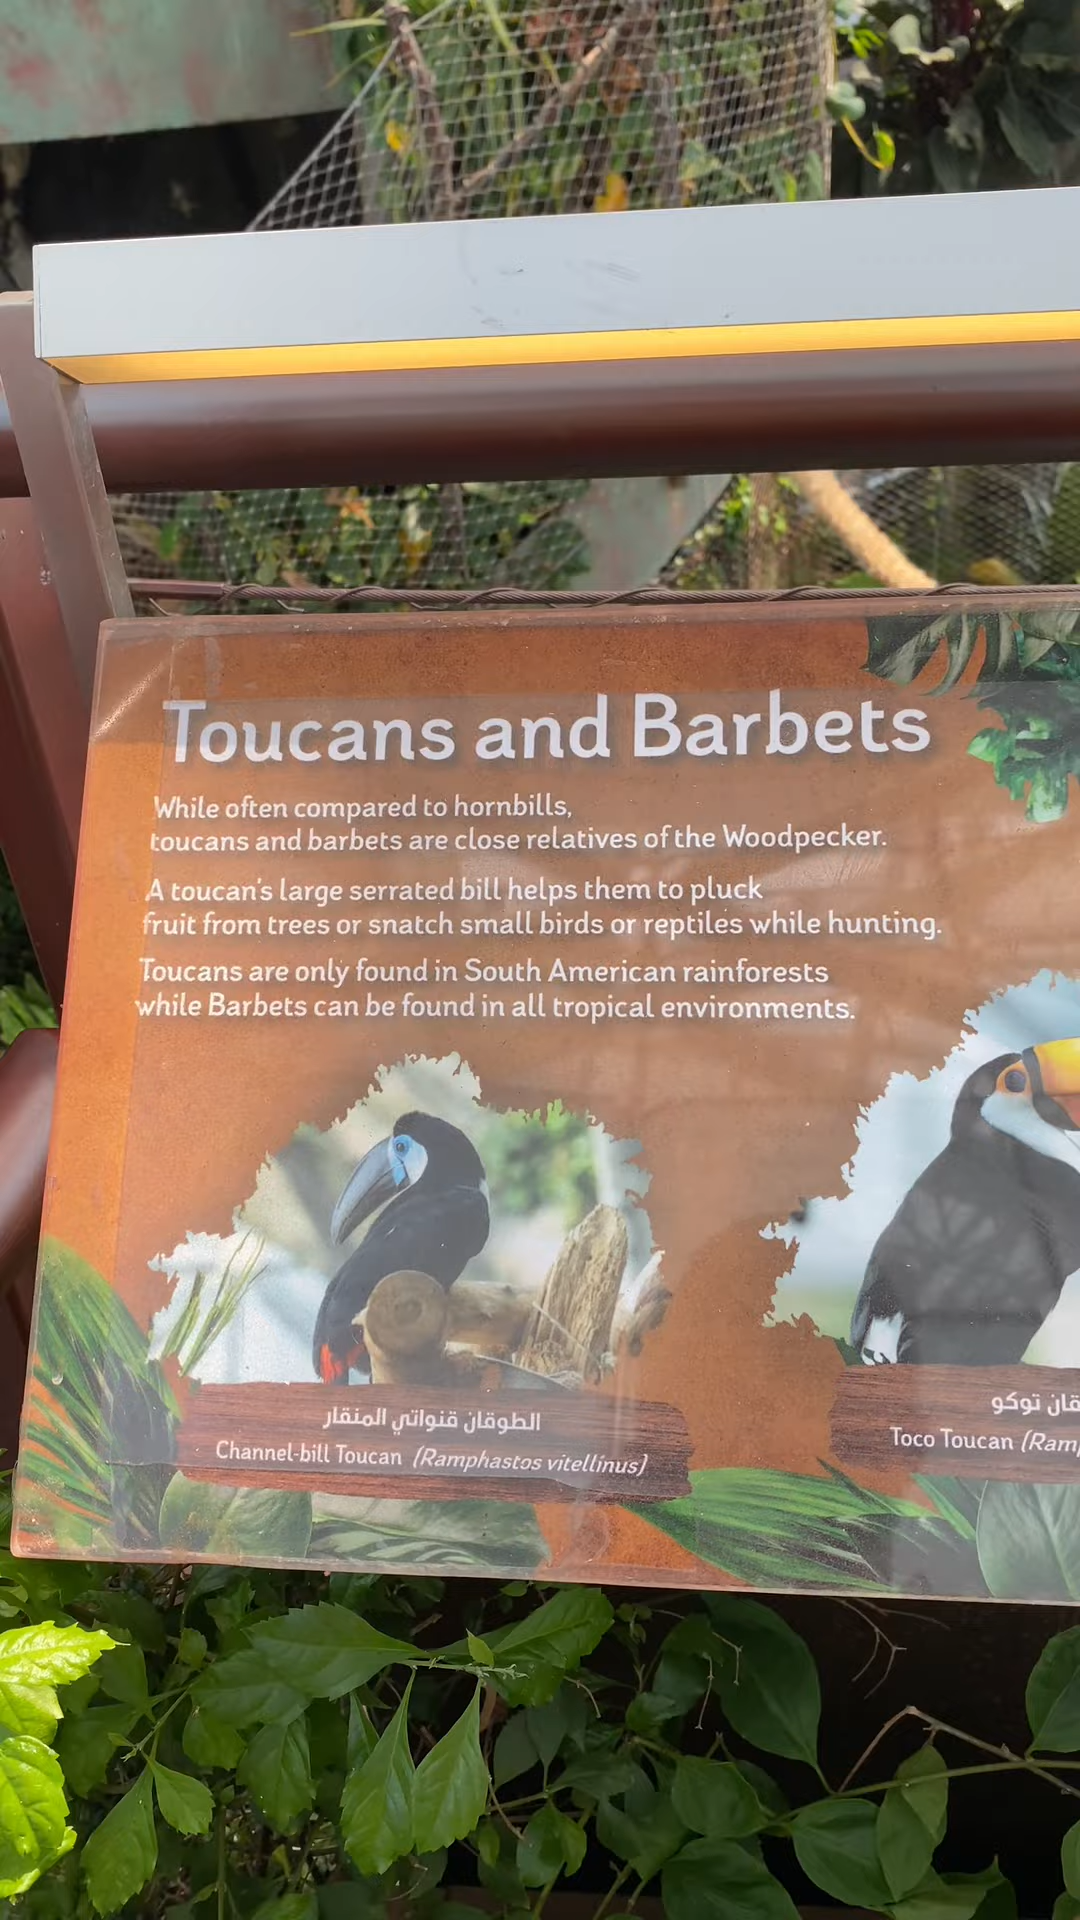 Toucans and Barbets
While often compared to hornbills,
toucans and barbets are close relatives of the Woodpecker.
A toucan's large serrated bill helps them to pluck
fruit from trees or snatch small birds or reptiles while hunting.
Toucans are only found in South American rainforests
while Barbets can be found in all tropical environments.
الطوقان قنواتي المنقار
Channel-bill Toucan (Ramphastos vitellinus)
توكو
Toco Toucan